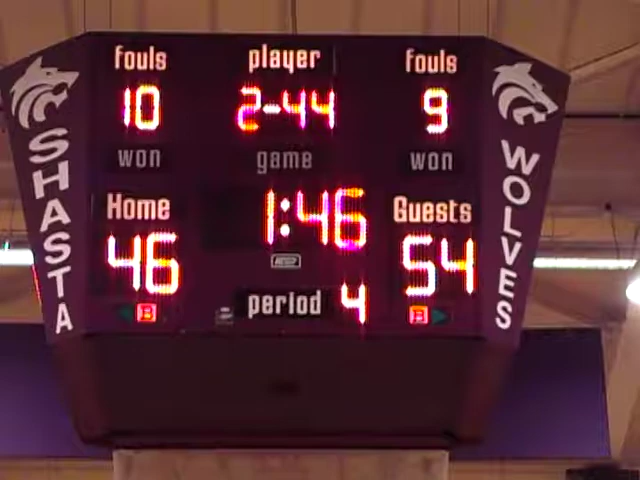 fouls player fouls
10 2-44 9
won game won
Home 1:46 Guests
46 54
B period 4 B
SHASTA
WOLVES